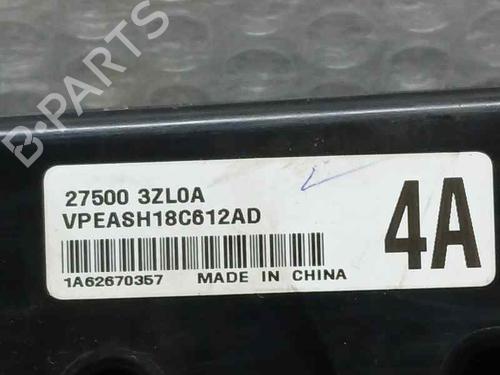 B-PARTS
27500 3ZL0A
VPEASH18C612AD
4A
1A62670357 MADE IN CHINA